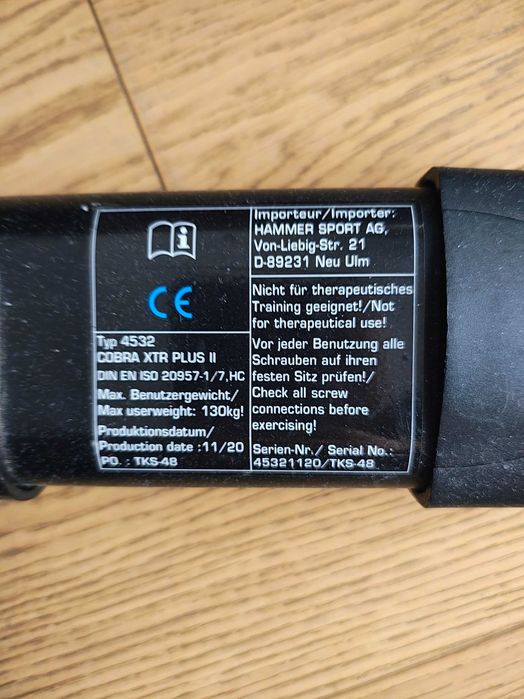 CE
Typ 4532
COBRA XTR PLUS II
DIN EN ISO 20957-1/7,HC
Max. Benutzergewicht/
Max userweight: 130kg!
Produktionsdatum/
Production date :11/20
PO. : TKS-48
Importeur/Importer:
HAMMER SPORT AG,
Von-Liebig-Str. 21
D-89231 Neu Ulm
Nicht für therapeutisches
Training geeignet!/Not
for therapeutical use!
Vor jeder Benutzung alle
Schrauben auf ihren
festen Sitz prüfen!/
Check all screw
connections before
exercising!
Serien-Nr./ Serial No.:
45321120/TKS-48